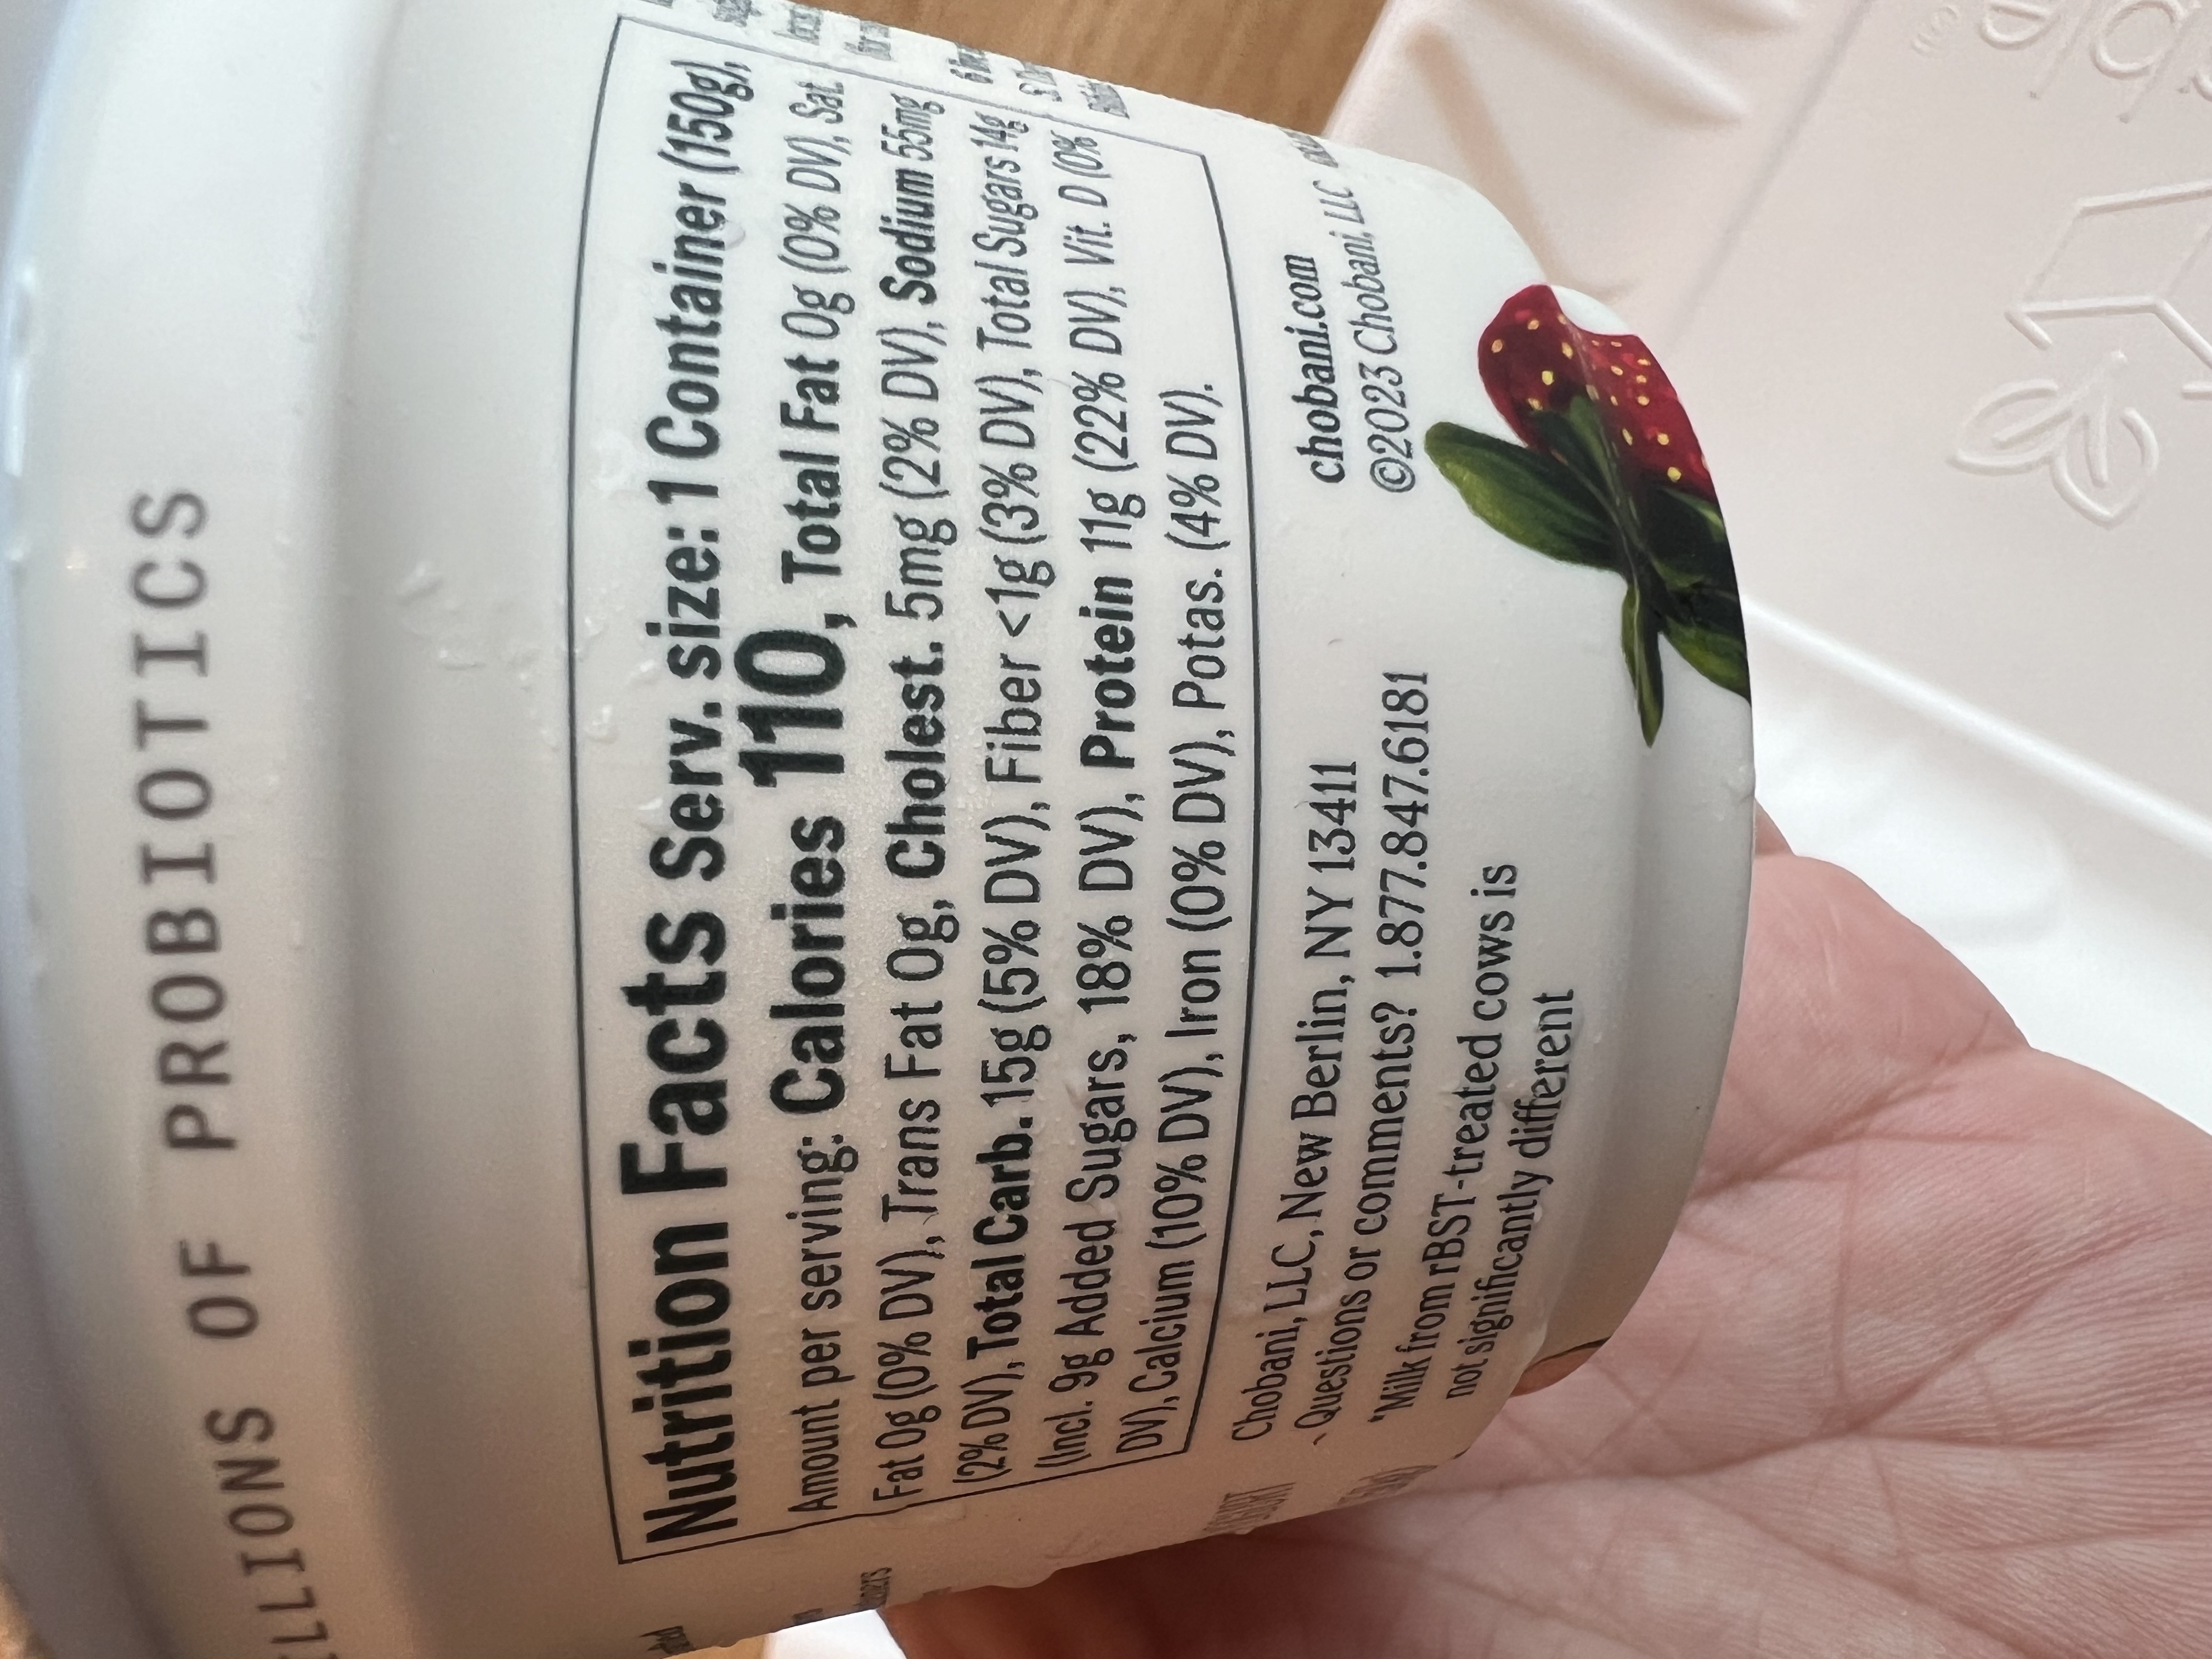 PROBIOTICS
OF
Nutrition Facts Serv. size: 1 Container (150g),
Amount per serving: Calories 110, Total Fat 0g (0% DV), Sat.
Fat 0g (0% DV), Trans Fat 0g, Cholest. 5mg (2% DV), Sodium 55mg
(2% DV), Total Carb. 15g (5% DV), Fiber <1g (3% DV), Total Sugars 14g
(Incl. 9g Added Sugars, 18% DV), Protein 11g (22% DV), Vit. D (0%
DV), Calcium (10% DV), Iron (0% DV), Potas. (4% DV).
Chobani, LLC, New Berlin, NY 13411
Questions or comments? 1.877.847.6181
*Milk from rBST-treated cows is
not significantly different
chobani.com
©2023 Chobani, LLC